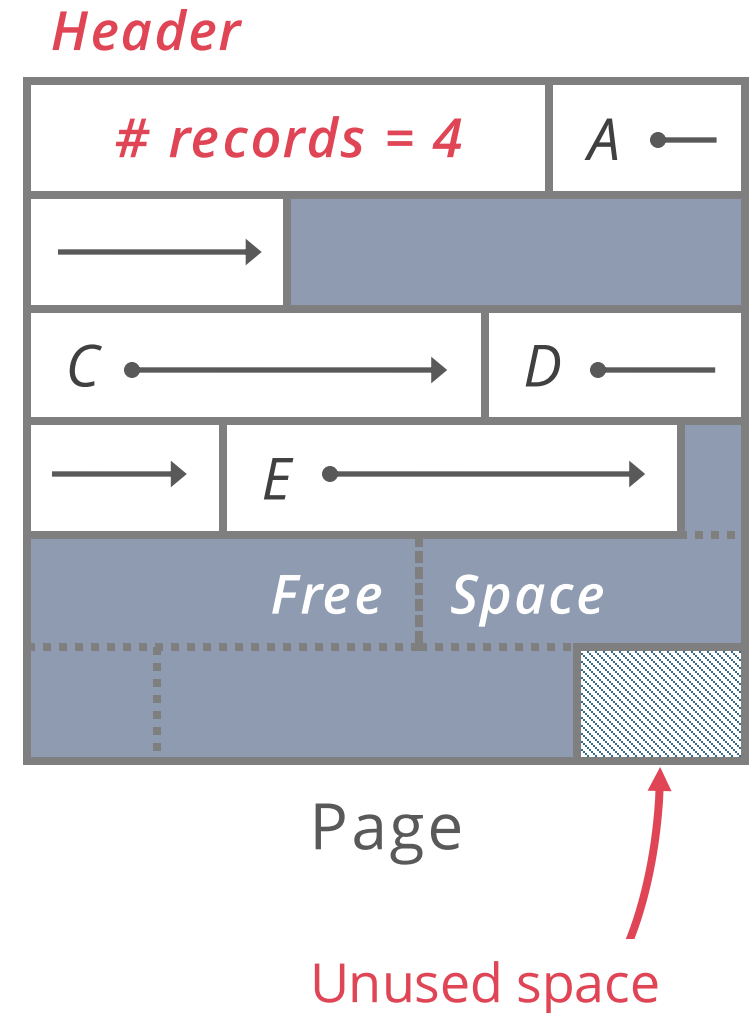 Header
# records = 4
A
C
D
E
Free Space
Page
Unused space